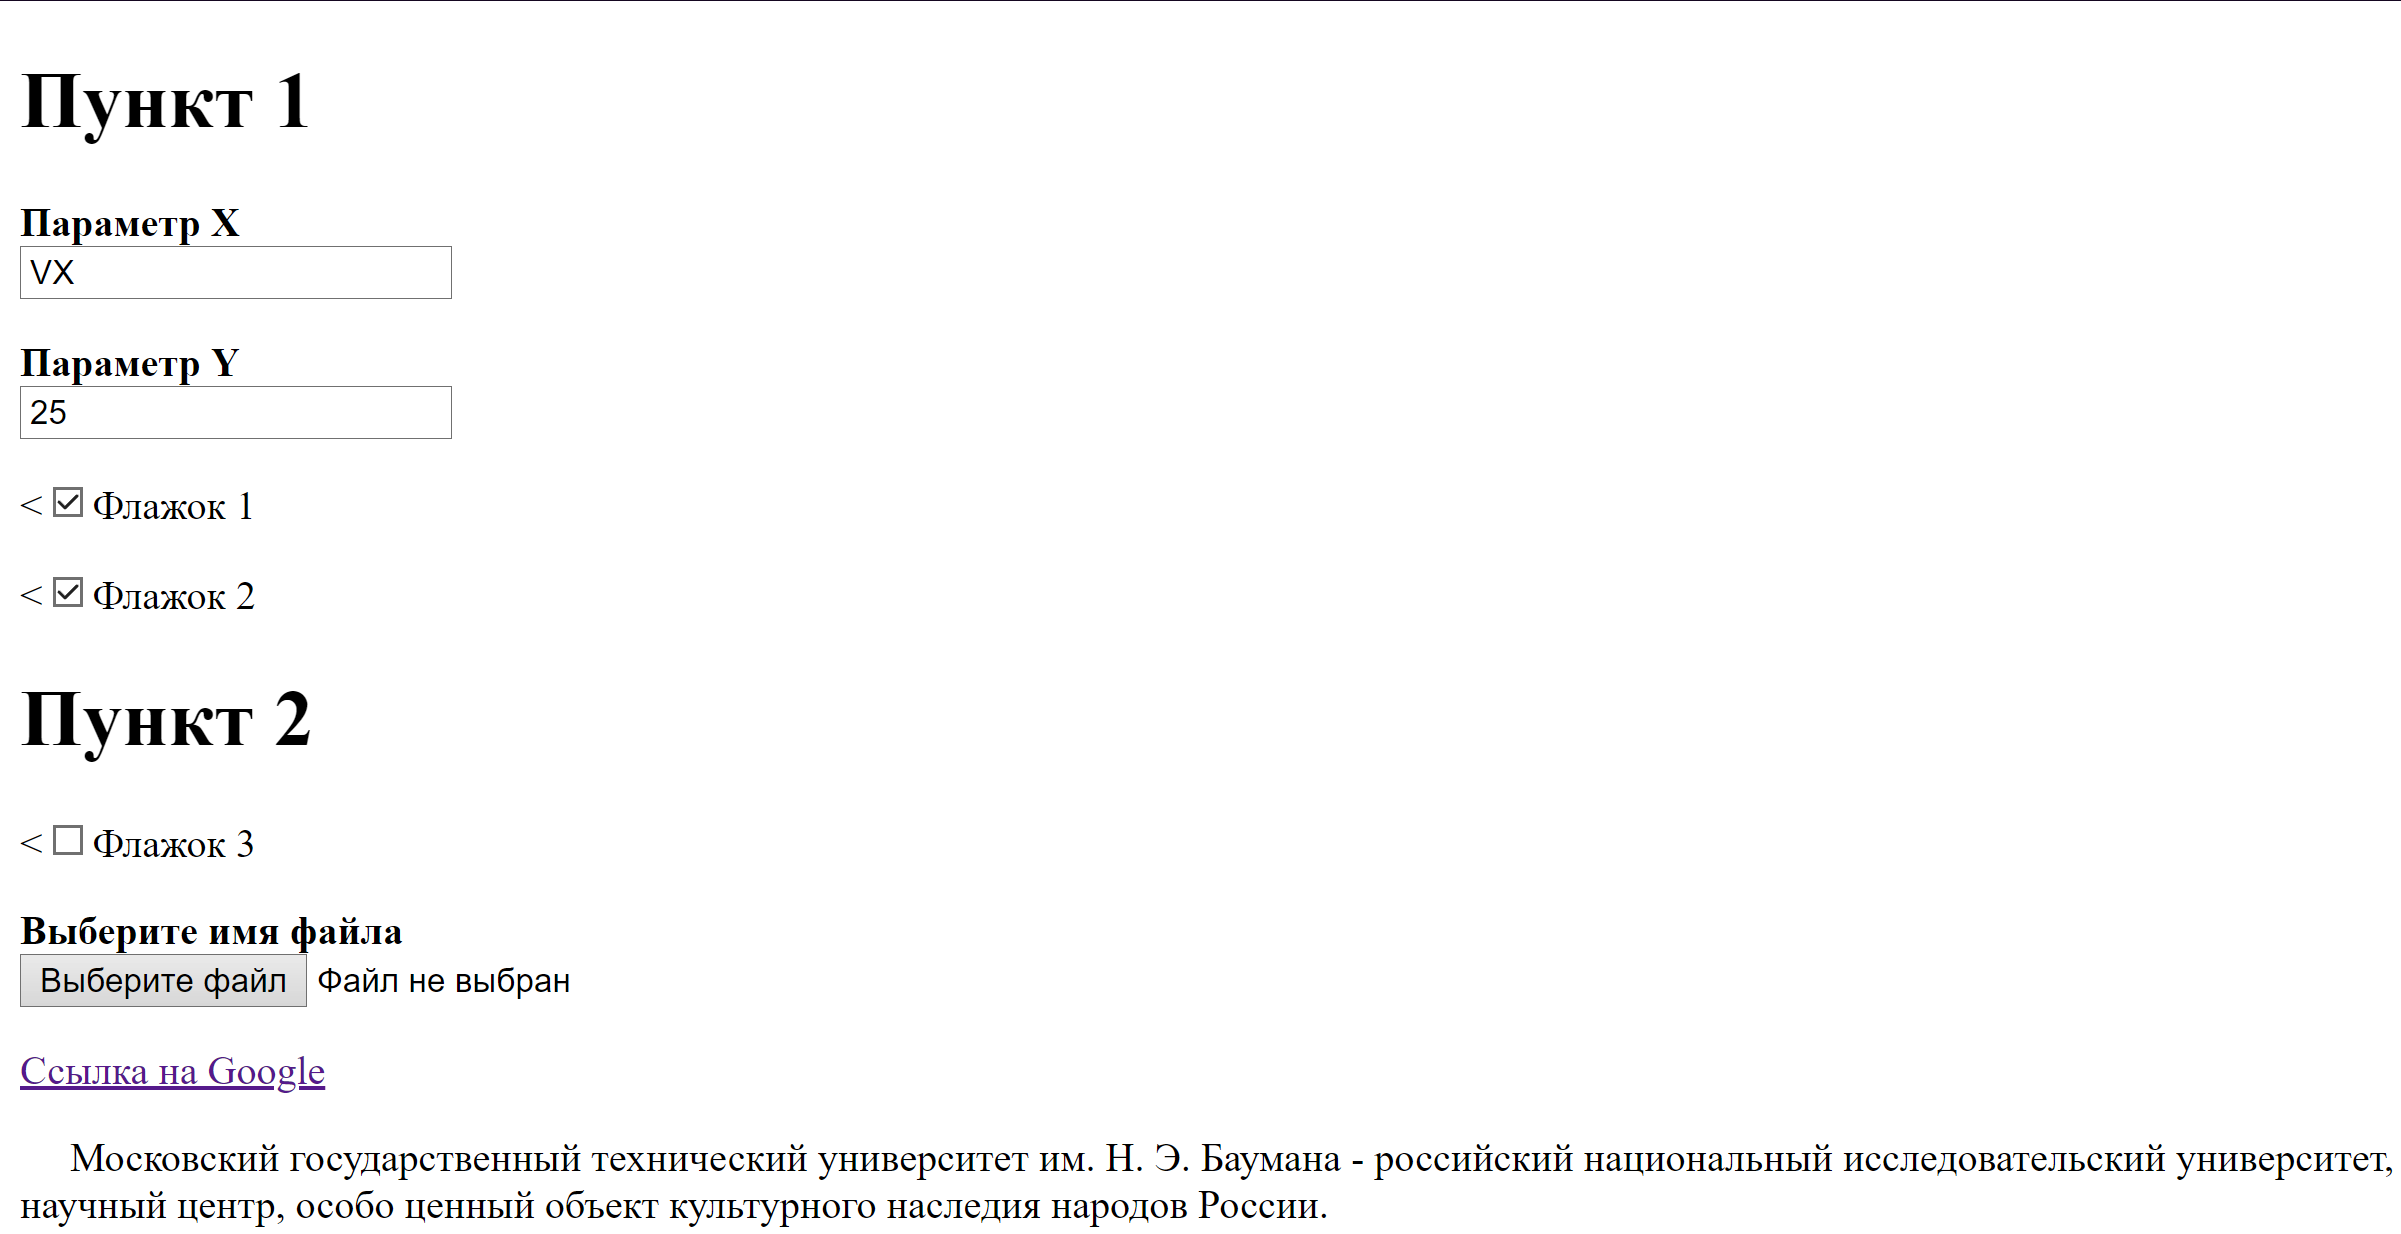 Пункт 1
Параметр X
VX
Параметр Y
25
< Флажок 1
< Флажок 2
Пункт 2
< Флажок 3
Выберите имя файла
Выберите файл Файл не выбран
Ссылка на Google
Московский государственный технический университет им. Н. Э. Баумана - российский национальный исследовательский университет,
научный центр, особо ценный объект культурного наследия народов России.